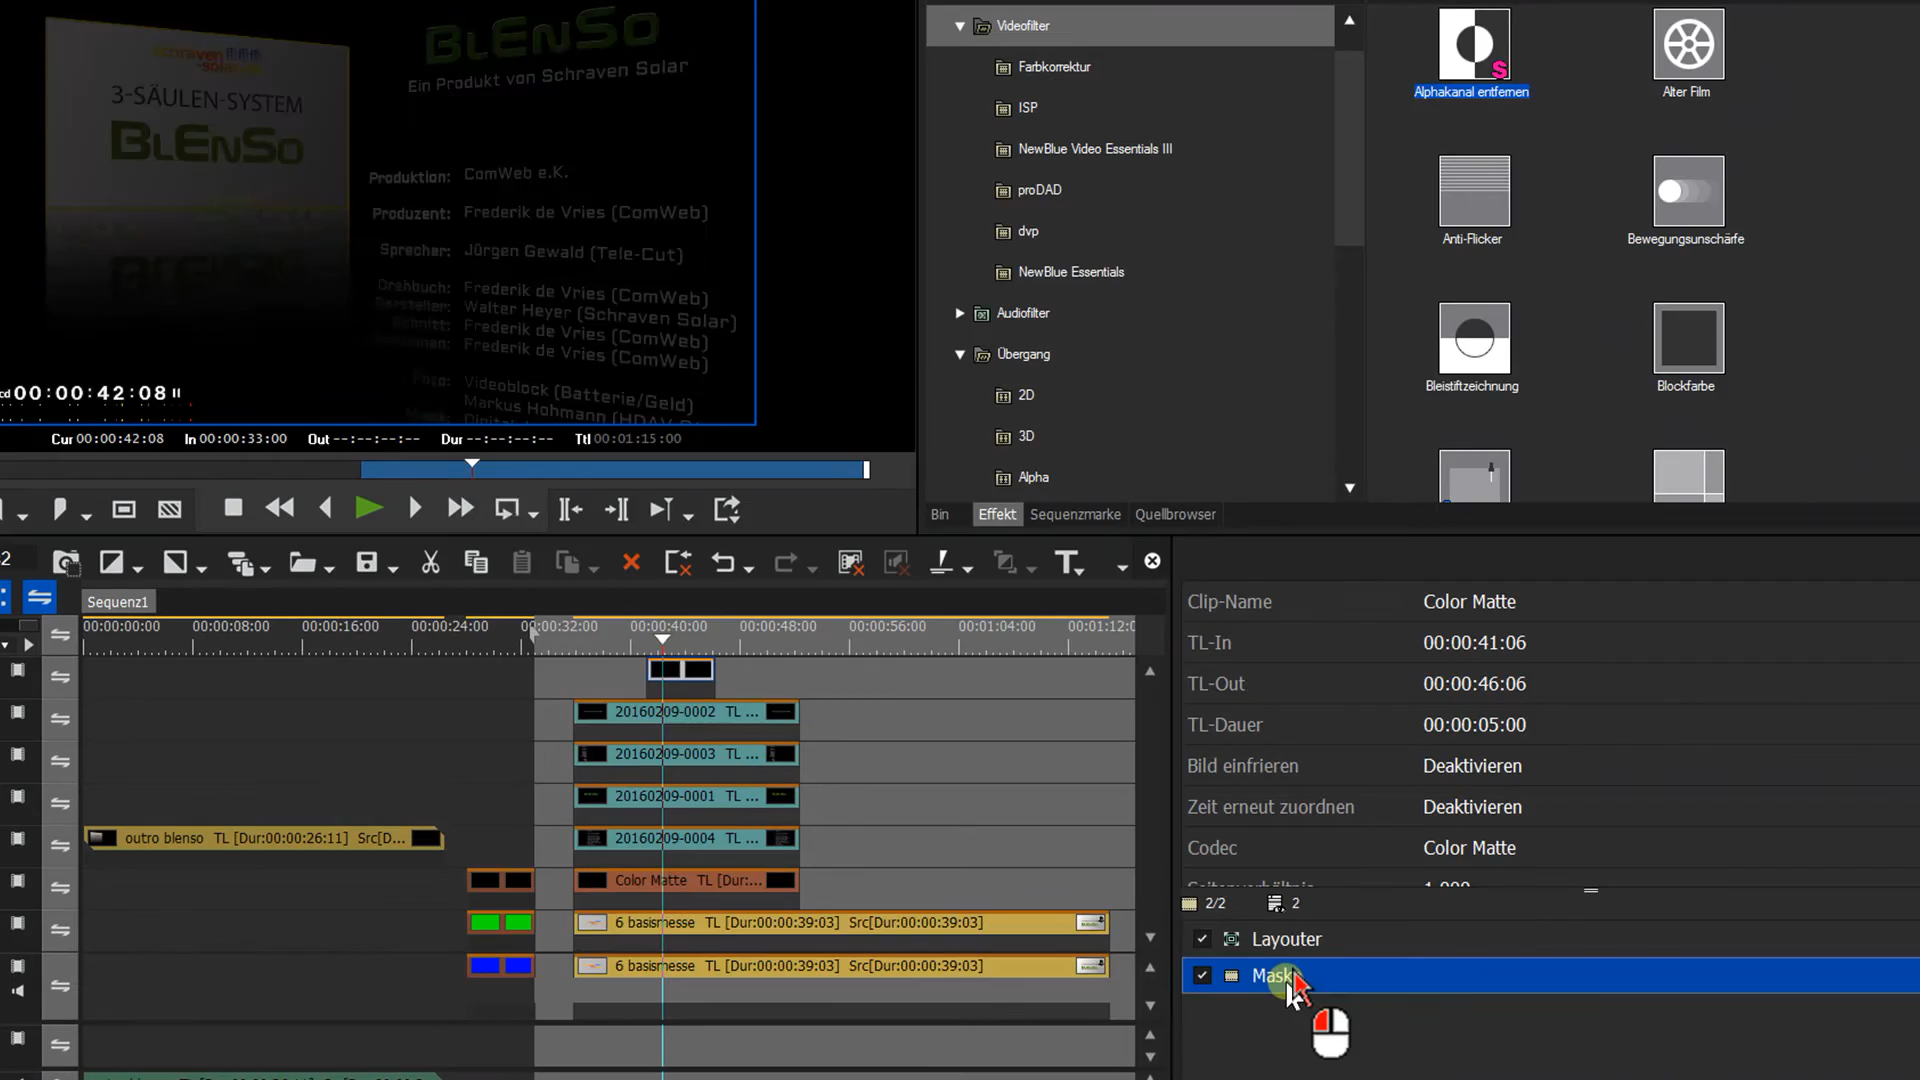 schraven
-solar
3-SÄULEN-SYSTEM
BLENSO
BLENSO
Ein Produkt von Schraven Solar
Produktion: ComWeb e.K.
Produzent: Frederik de Vries (ComWeb)
Sprecher: Jürgen Gewald (Tele-Cut)
Drehbuch: Frederik de Vries (ComWeb)
Walter Heyer (Schraven Solar)
Schnitt: Frederik de Vries (ComWeb)
Frederik de Vries (ComWeb)
Videoblock (Batterie/Geld)
Markus Hohmann (HDAV
00:00:42:08
Cur 00:00:42:08 In 00:00:33:00 Out --:--:--:-- Dur --:--:--:-- Ttl 00:01:15:00
Videofilter
Farbkorrektur
ISP
NewBlue Video Essentials III
proDAD
dvp
NewBlue Essentials
Audiofilter
Übergang
2D
3D
Alpha
Bin Effekt Sequenzmarke Quellbrowser
S
Alphakanal entfernen
Alter Film
Anti-Flicker
Bewegungsunschärfe
Bleistiftzeichnung
Blockfarbe
2
Sequenz1
00:00:00:00 00:00:08:00 00:00:16:00 00:00:24:00 00:00:32:00 00:00:40:00 00:00:48:00 00:00:56:00 00:01:04:00 00:01:12:0
20160209-0002 TL ...
20160209-0003 TL ...
20160209-0001 TL ...
outro blenso TL [Dur:00:00:26:11] Src[D...
20160209-0004 TL ...
Color Matte TL [Dur:...
6 basismesse TL [Dur:00:00:39:03] Src[Dur:00:00:39:03]
6 basismesse TL [Dur:00:00:39:03] Src[Dur:00:00:39:03]
Clip-Name Color Matte
TL-In 00:00:41:06
TL-Out 00:00:46:06
TL-Dauer 00:00:05:00
Bild einfrieren Deaktivieren
Zeit erneut zuordnen Deaktivieren
Codec Color Matte
Seitenverhältnis 1.000
2/2 2
Layouter
Mask